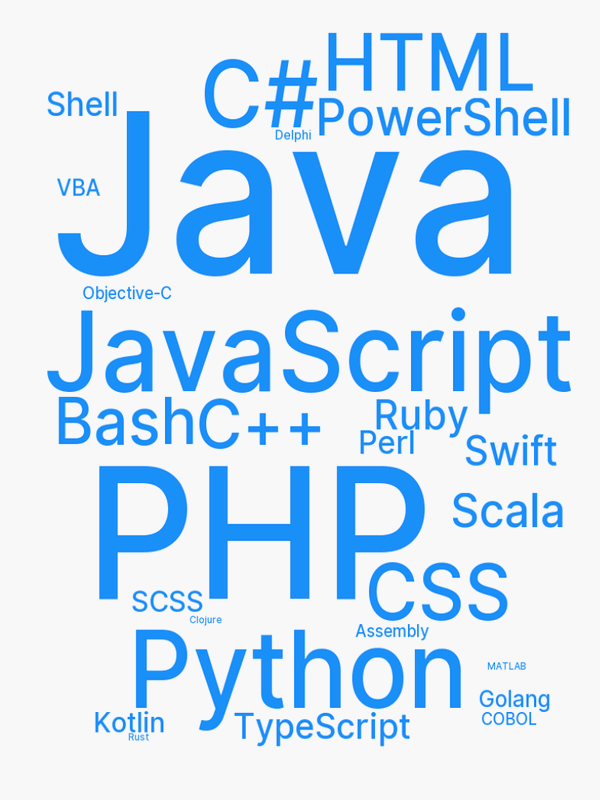 HTML
C#
Shell
PowerShell
Delphi
Java
VBA
Objective-C
JavaScript
Bash
C++
Ruby
Perl
Swift
PHP
Scala
CSS
SCSS
Clojure
Assembly
Python
MATLAB
Golang
COBOL
Kotlin
TypeScript
Rust